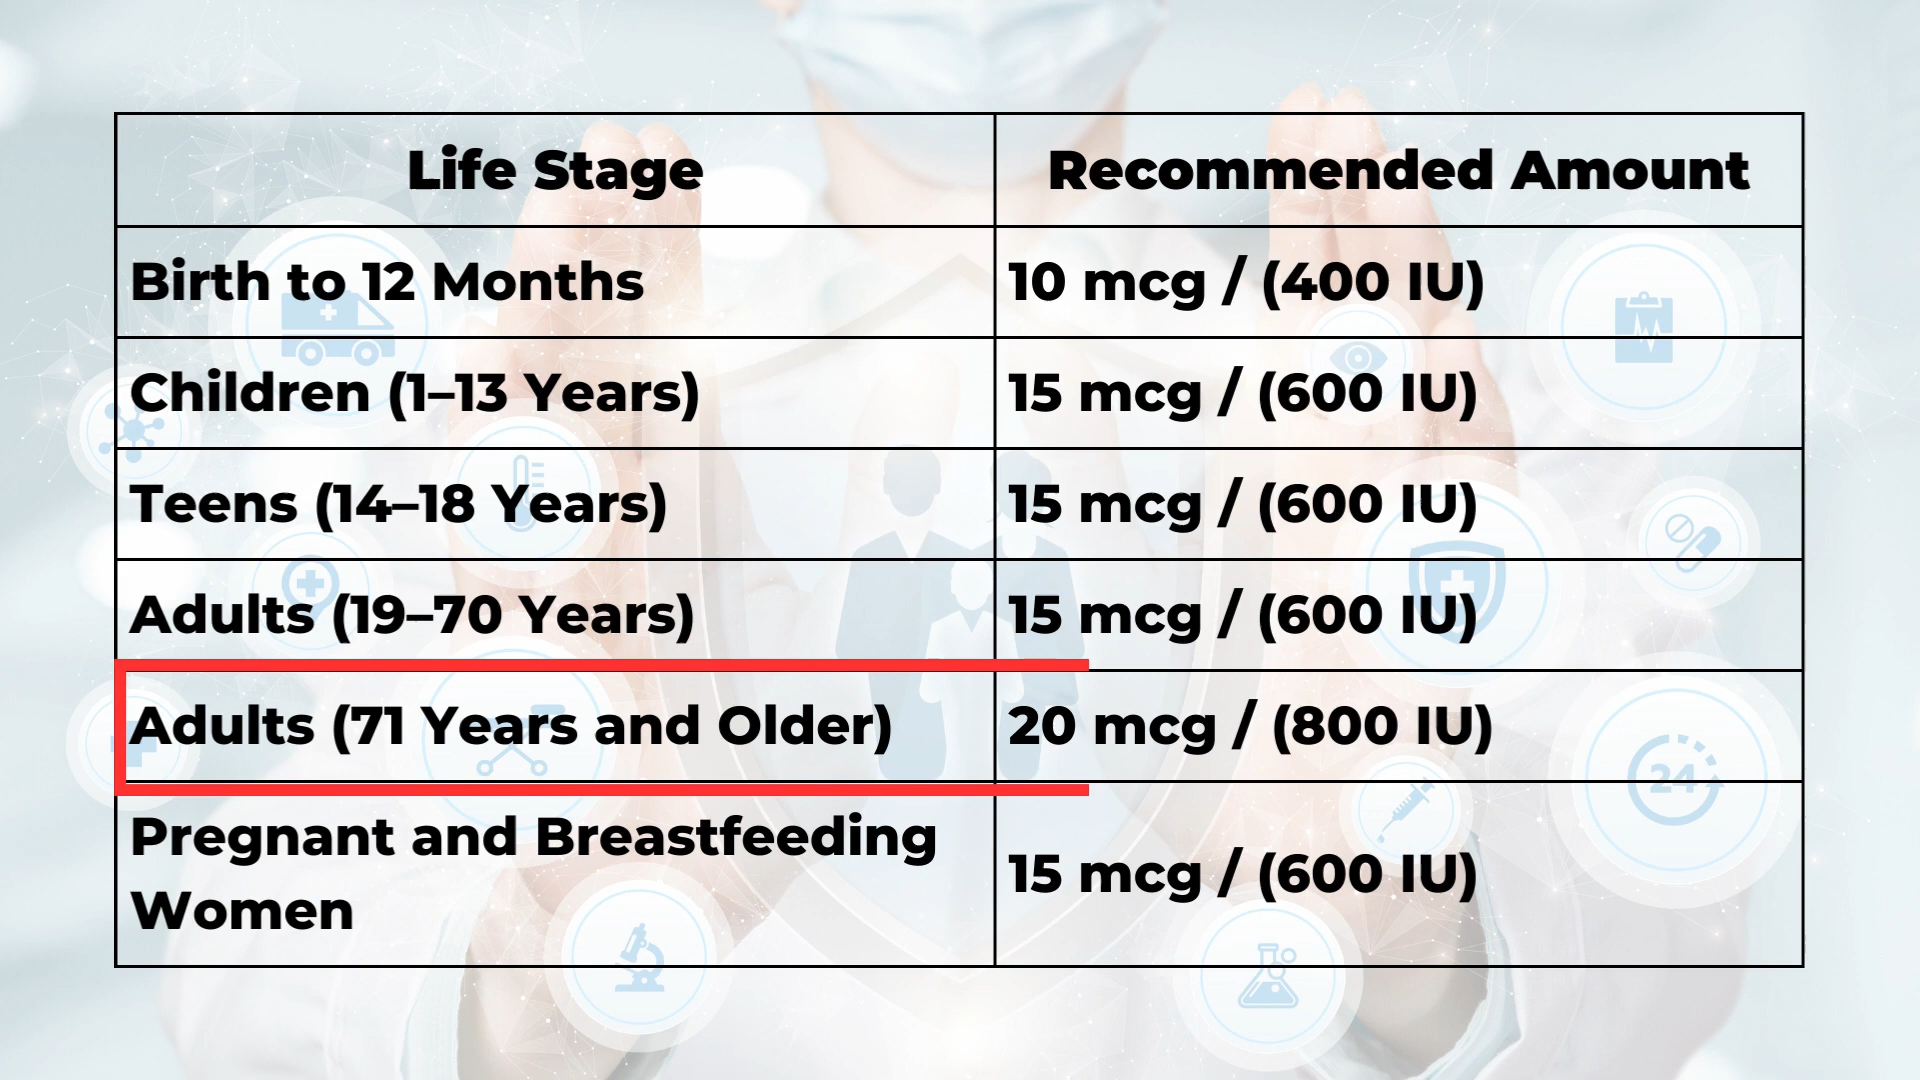 Life Stage
Recommended Amount
Birth to 12 Months
10 mcg / (400 IU)
Children (1–13 Years)
15 mcg / (600 IU)
Teens (14–18 Years)
15 mcg / (600 IU)
Adults (19–70 Years)
15 mcg / (600 IU)
Adults (71 Years and Older)
20 mcg / (800 IU)
Pregnant and Breastfeeding
Women
15 mcg / (600 IU)
24